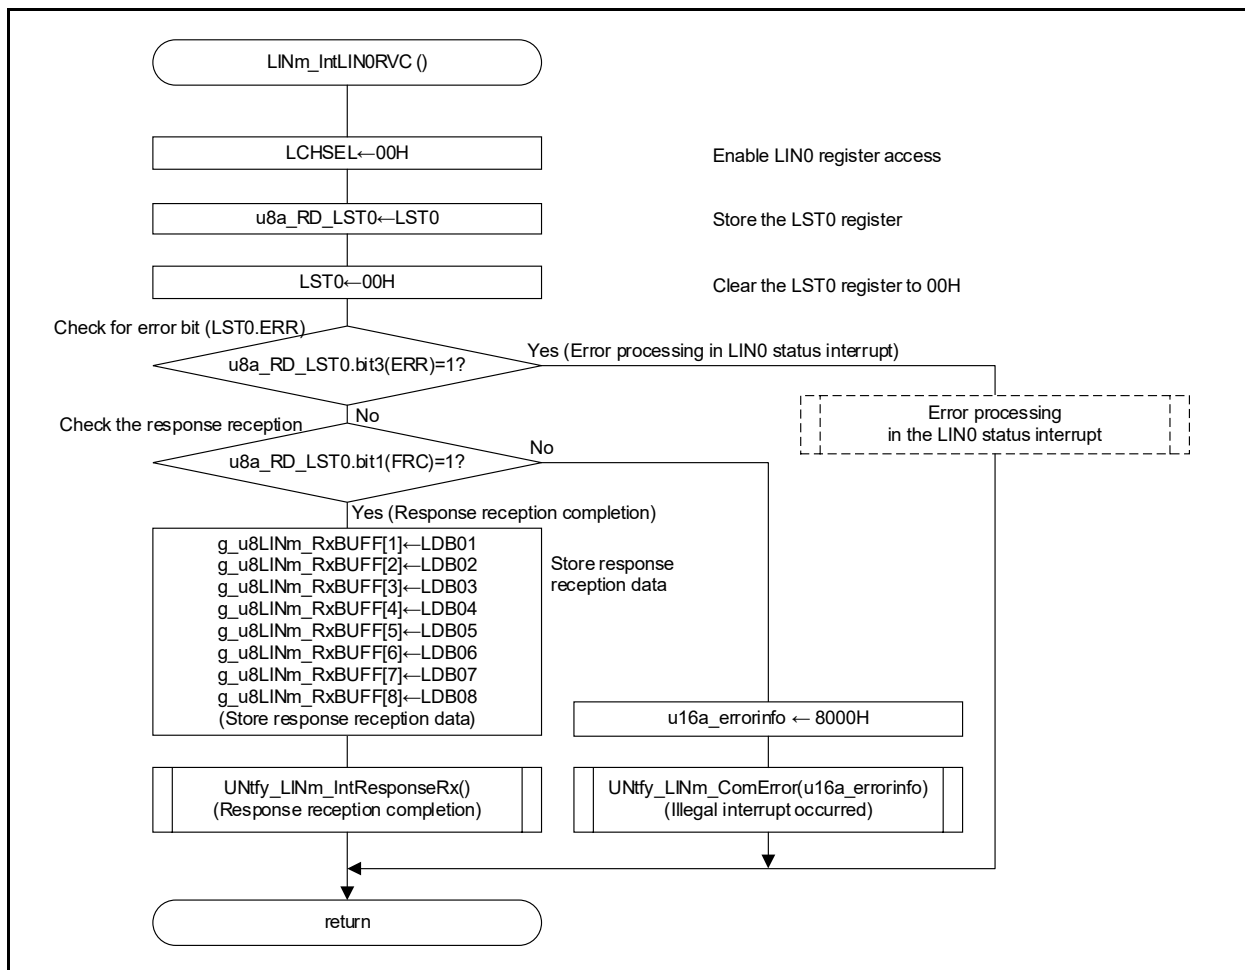 LINm_IntLIN0RVC ()
LCHSEL←00H
Enable LIN0 register access
u8a_RD_LST0←LST0
Store the LST0 register
LST0←00H
Clear the LST0 register to 00H
Check for error bit (LST0.ERR)
u8a_RD_LST0.bit3(ERR)=1?
Yes (Error processing in LIN0 status interrupt)
No
Error processing
in the LIN0 status interrupt
Check the response reception
u8a_RD_LST0.bit1(FRC)=1?
No
Yes (Response reception completion)
g_u8LINm_RxBUFF[1]←LDB01
g_u8LINm_RxBUFF[2]←LDB02
g_u8LINm_RxBUFF[3]←LDB03
g_u8LINm_RxBUFF[4]←LDB04
g_u8LINm_RxBUFF[5]←LDB05
g_u8LINm_RxBUFF[6]←LDB06
g_u8LINm_RxBUFF[7]←LDB07
g_u8LINm_RxBUFF[8]←LDB08
(Store response reception data)
Store response
reception data
u16a_errorinfo ← 8000H
UNtfy_LINm_IntResponseRx()
(Response reception completion)
UNtfy_LINm_ComError(u16a_errorinfo)
(Illegal interrupt occurred)
return